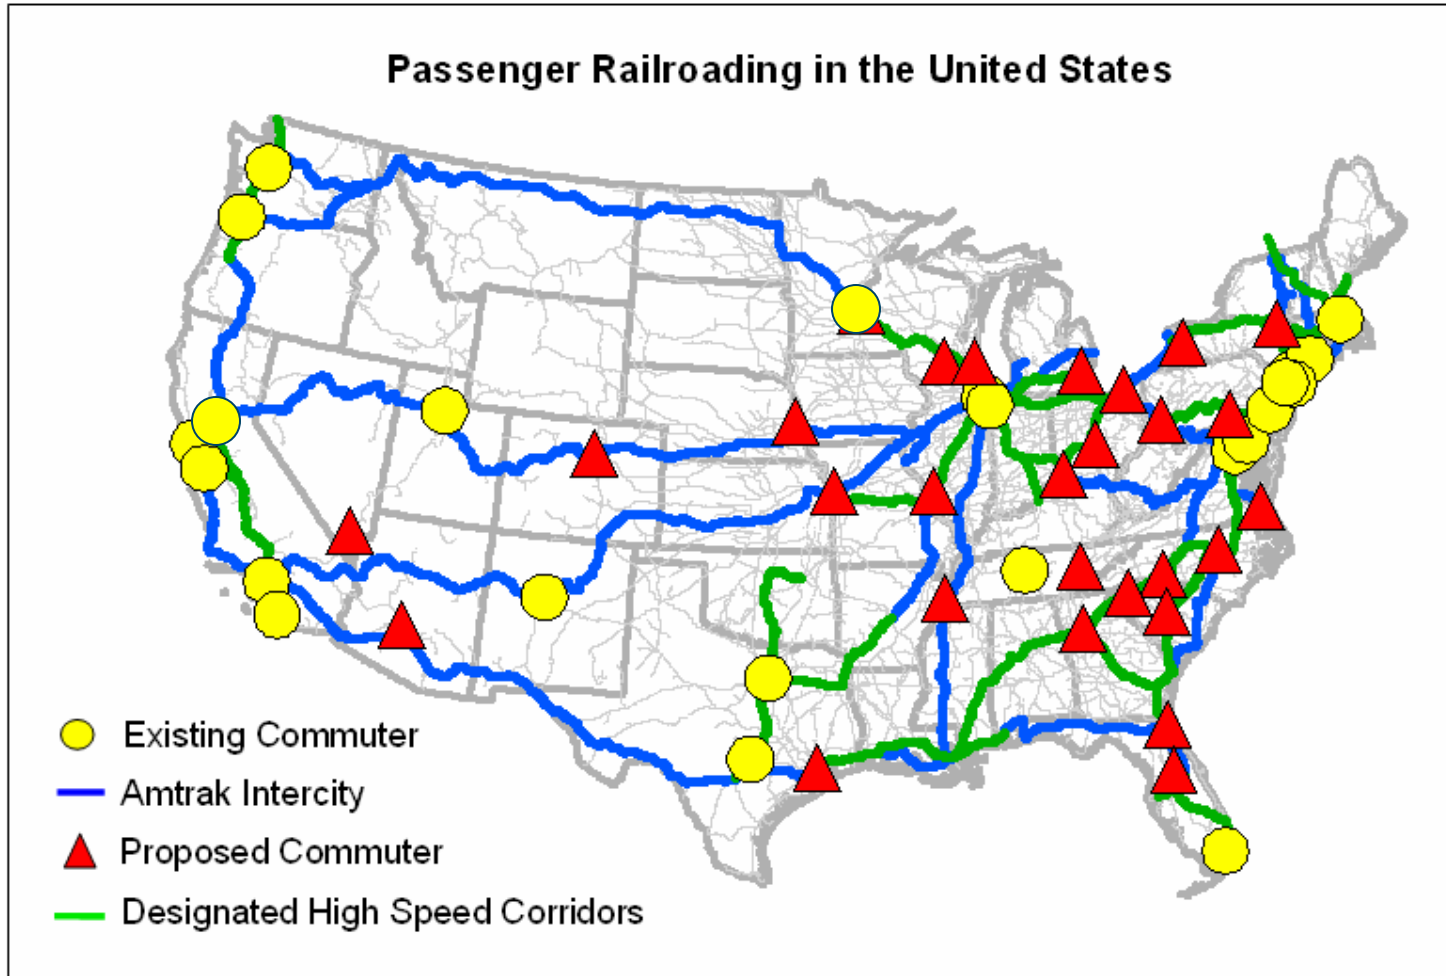 Passenger Railroading in the United States
Existing Commuter
Amtrak Intercity
Proposed Commuter
Designated High Speed Corridors